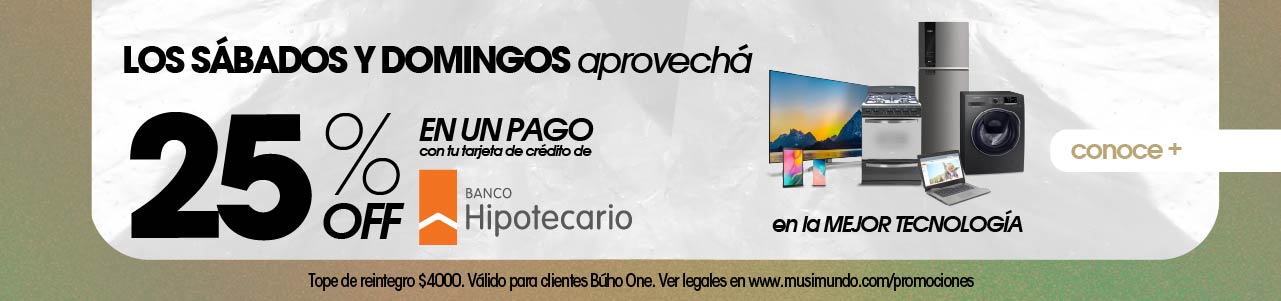 LOS SÁBADOS Y DOMINGOS aprovechá
25% OFF
EN UN PAGO
con tu tarjeta de crédito de
BANCO
Hipotecario
en la MEJOR TECNOLOGÍA
conoce +
Tope de reintegro $4000. Válido para clientes Búho One. Ver legales en www.musimundo.com/promociones